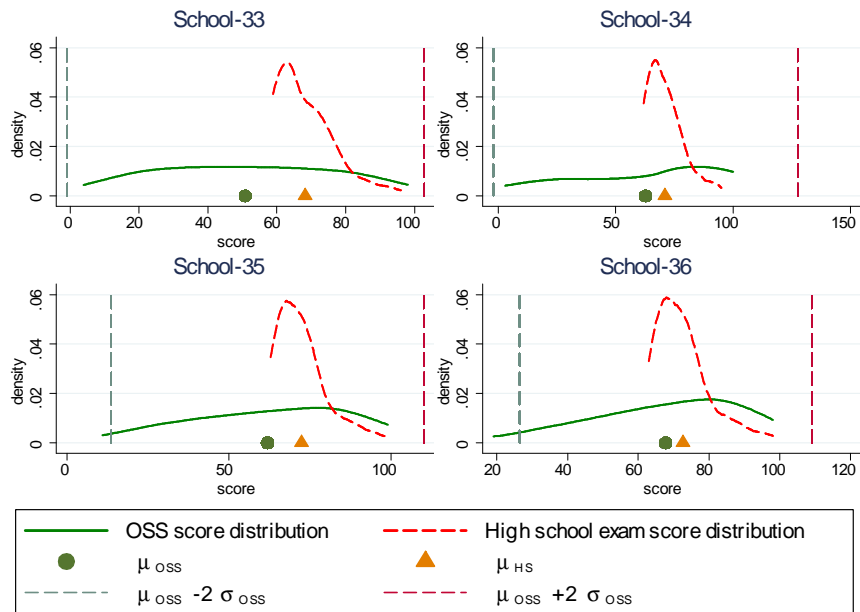 School-33
density
0 .02 .04 .06
0 20 40 60 80 100
score
School-34
density
0 .02 .04 .06
0 50 100 150
score
School-35
density
0 .02 .04 .06
0 50 100
score
School-36
density
0 .02 .04 .06
20 40 60 80 100 120
score
OSS score distribution
High school exam score distribution
μ OSS
μ HS
μ OSS -2 σ OSS
μ OSS +2 σ OSS